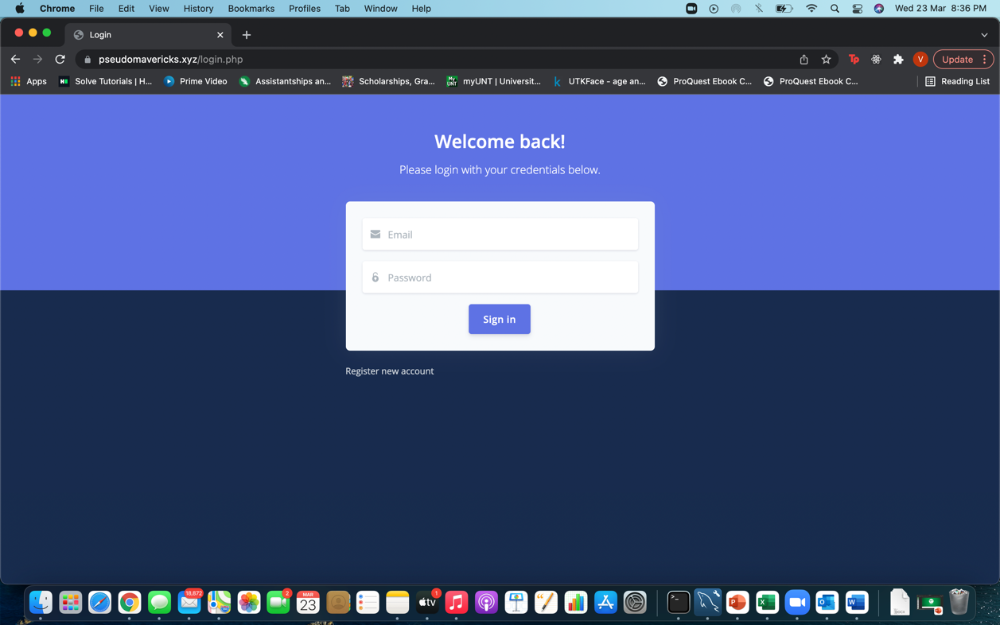 Chrome File Edit View History Bookmarks Profiles Tab Window Help Wed 23 Mar 8:36 PM
Login
pseudomavericks.xyz/login.php Tp V Update
Apps Solve Tutorials | H... Prime Video Assistantships an... Scholarships, Gra... myUNT | Universit... UTKFace - age an... ProQuest Ebook C... ProQuest Ebook C... Reading List
Welcome back!
Please login with your credentials below.
Email
Password
Sign in
Register new account
18,872 2 MAR 23 tv 1